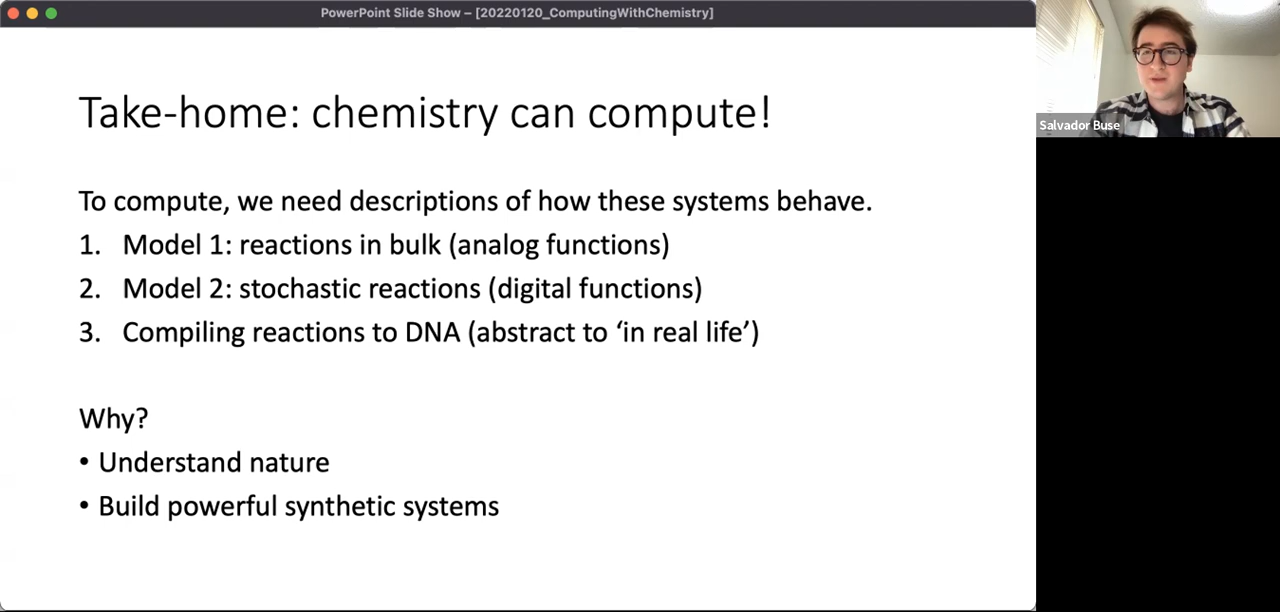 PowerPoint Slide Show – [20220120_ComputingWithChemistry]
Take-home: chemistry can compute!
To compute, we need descriptions of how these systems behave.
1. Model 1: reactions in bulk (analog functions)
2. Model 2: stochastic reactions (digital functions)
3. Compiling reactions to DNA (abstract to ‘in real life’)
Why?
• Understand nature
• Build powerful synthetic systems
Salvador Buse